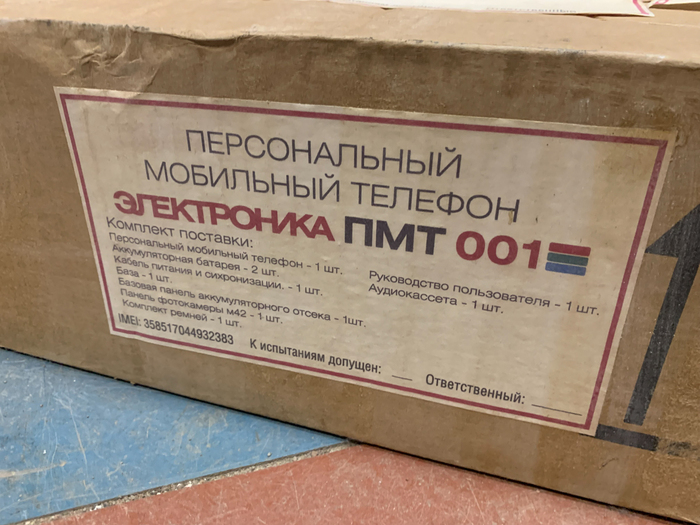 ПЕРСОНАЛЬНЫЙ
МОБИЛЬНЫЙ ТЕЛЕФОН
ЭЛЕКТРОНИКА ПМТ 001
Комплект поставки:
Персональный мобильный телефон - 1 шт.
Аккумуляторная батарея - 2 шт.
Кабель питания и сихронизации. - 1 шт.
База - 1 шт.
Базовая панель аккумуляторного отсека - 1шт.
Панель фотокамеры м42 - 1 шт.
Комплект ремней - 1 шт.
Руководство пользователя - 1 шт.
Аудиокассета - 1 шт.
IMEI: 358517044932383
К испытаниям допущен: __ Ответственный: ______